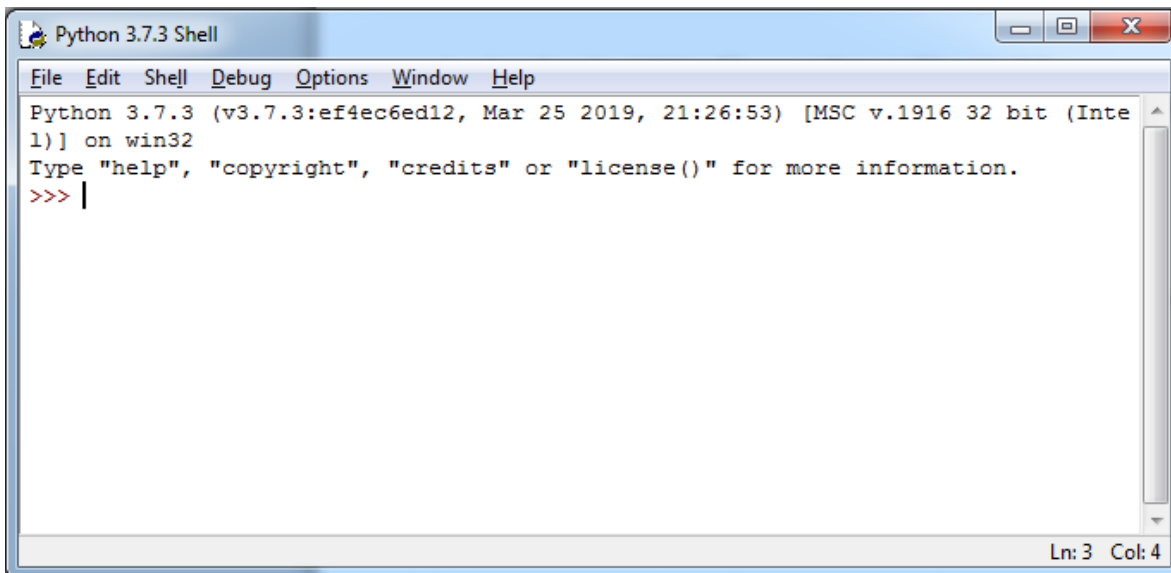 Python 3.7.3 Shell
File Edit Shell Debug Options Window Help
Python 3.7.3 (v3.7.3:ef4ec6ed12, Mar 25 2019, 21:26:53) [MSC v.1916 32 bit (Inte
l)] on win32
Type "help", "copyright", "credits" or "license()" for more information.
>>>
Ln: 3 Col: 4